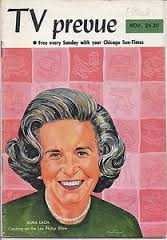 TV prevue
NOV. 24-30
• Free every Sunday with your Chicago Sun-Times
ALMA LACH
Cooking on the Lee Phillip Show